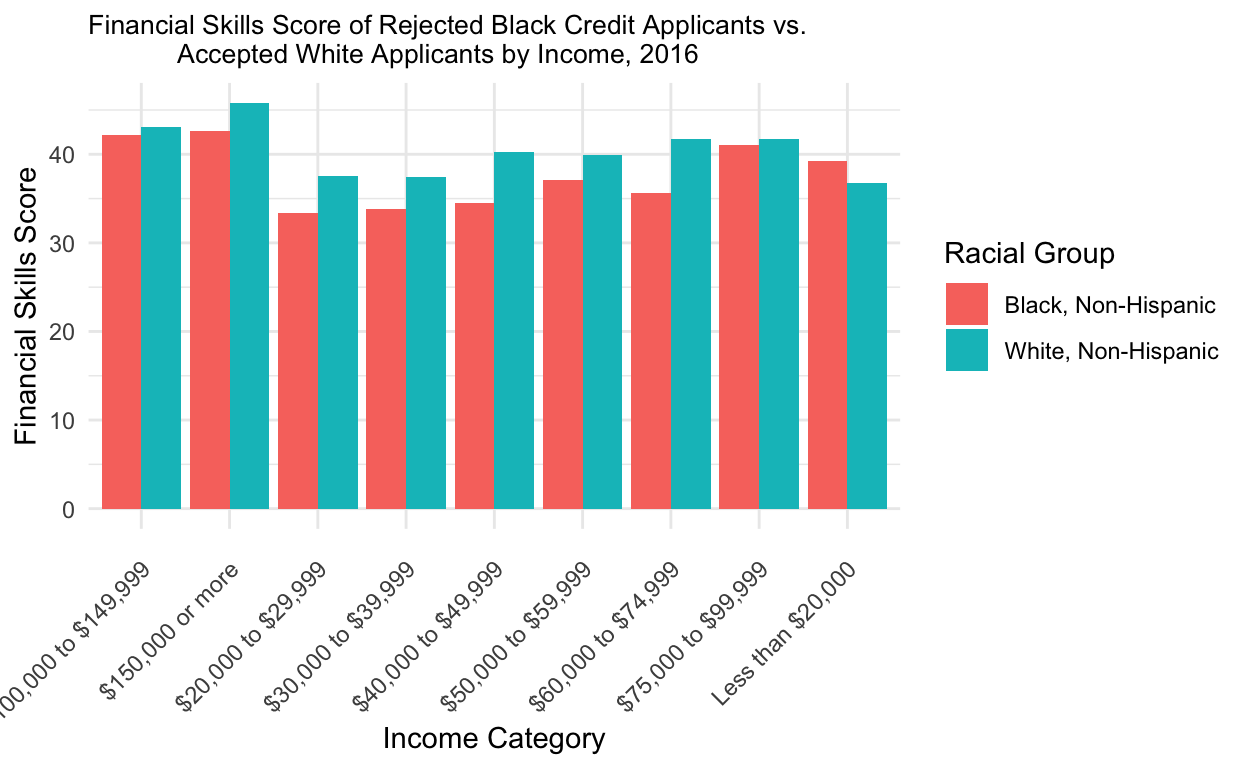 Financial Skills Score of Rejected Black Credit Applicants vs.
Accepted White Applicants by Income, 2016
Financial Skills Score
40
30
20
10
0
00,000 to $149,999
$150,000 or more
$20,000 to $29,999
$30,000 to $39,999
$40,000 to $49,999
$50,000 to $59,999
$60,000 to $74,999
$75,000 to $99,999
Less than $20,000
Income Category
Racial Group
Black, Non-Hispanic
White, Non-Hispanic